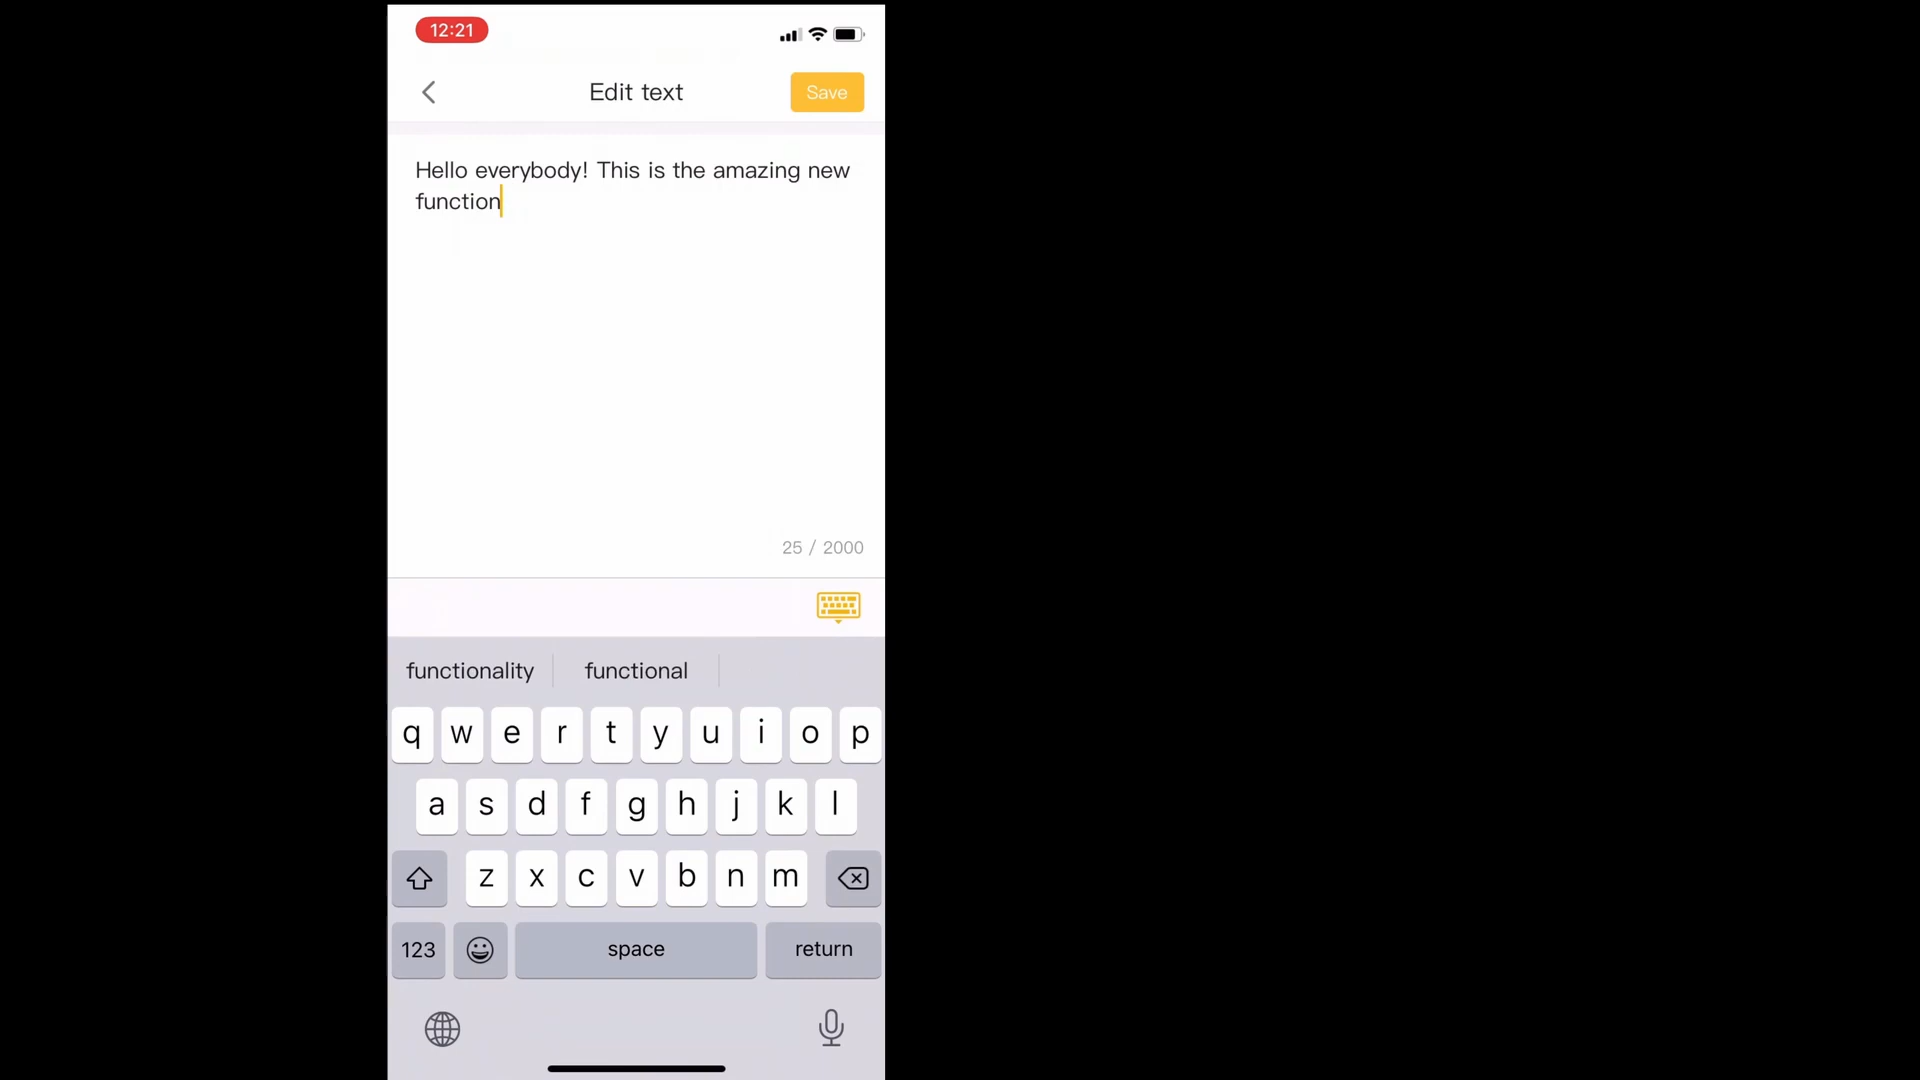 12:21
Edit text
Save
Hello everybody! This is the amazing new
function
25 / 2000
functionality functional
q w e r t y u i o p
a s d f g h j k l
z x c v b n m
123 space return